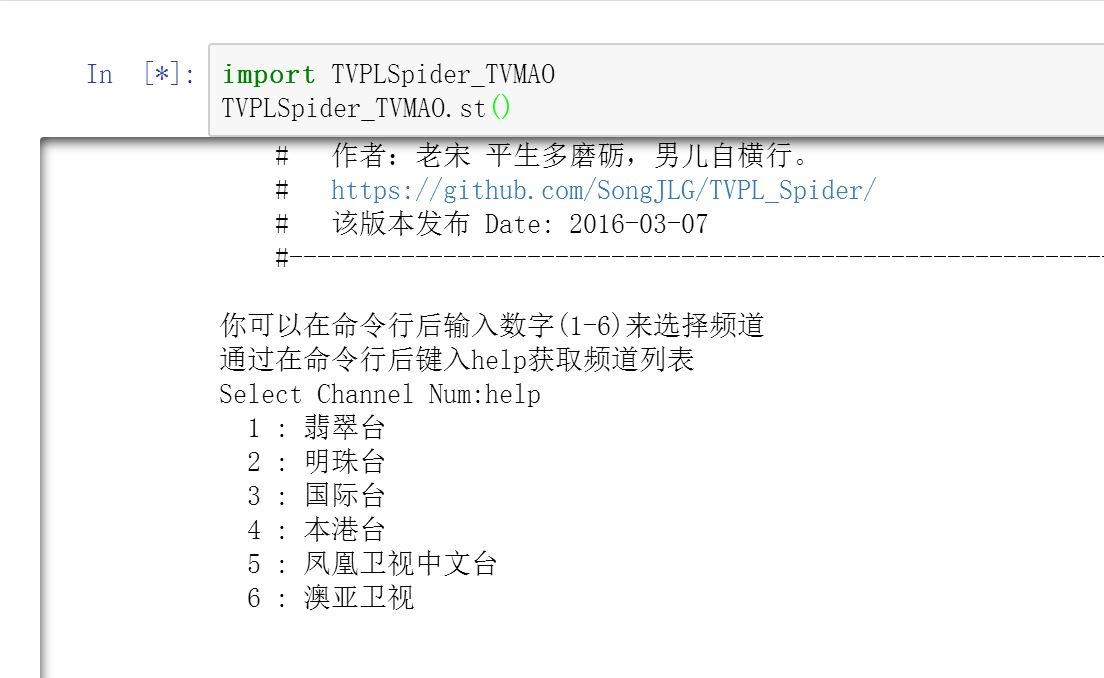 In [*]:
import TVPLSpider_TVMAO
TVPLSpider_TVMAO.st()
# 作者：老宋 平生多磨砺，男儿自横行。
# https://github.com/SongJLG/TVPL_Spider/
# 该版本发布 Date: 2016-03-07
#----------------------------------------------------------
你可以在命令行后输入数字(1-6)来选择频道
通过在命令行后键入help获取频道列表
Select Channel Num:help
1 : 翡翠台
2 : 明珠台
3 : 国际台
4 : 本港台
5 : 凤凰卫视中文台
6 : 澳亚卫视